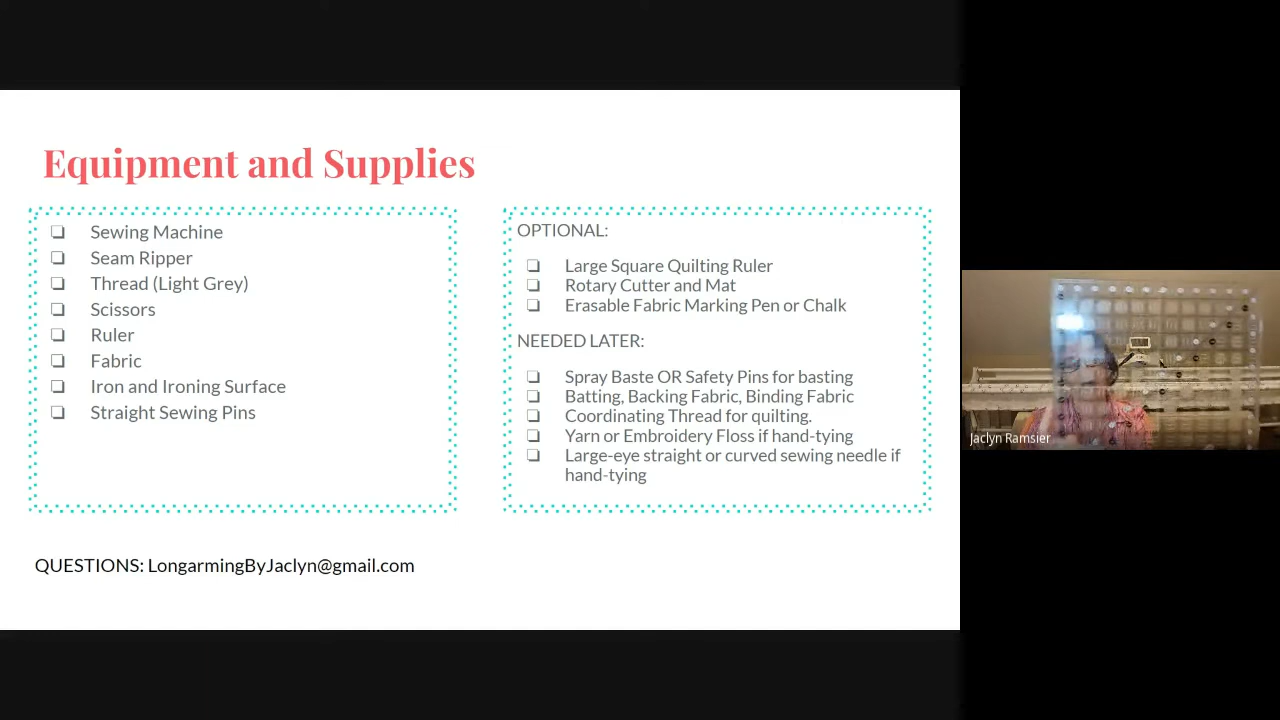 Equipment and Supplies
❏ Sewing Machine
❏ Seam Ripper
❏ Thread (Light Grey)
❏ Scissors
❏ Ruler
❏ Fabric
❏ Iron and Ironing Surface
❏ Straight Sewing Pins
OPTIONAL:
❏ Large Square Quilting Ruler
❏ Rotary Cutter and Mat
❏ Erasable Fabric Marking Pen or Chalk
NEEDED LATER:
❏ Spray Baste OR Safety Pins for basting
❏ Batting, Backing Fabric, Binding Fabric
❏ Coordinating Thread for quilting.
❏ Yarn or Embroidery Floss if hand-tying
❏ Large-eye straight or curved sewing needle if
hand-tying
QUESTIONS: LongarmingByJaclyn@gmail.com
Jaclyn Ramsier